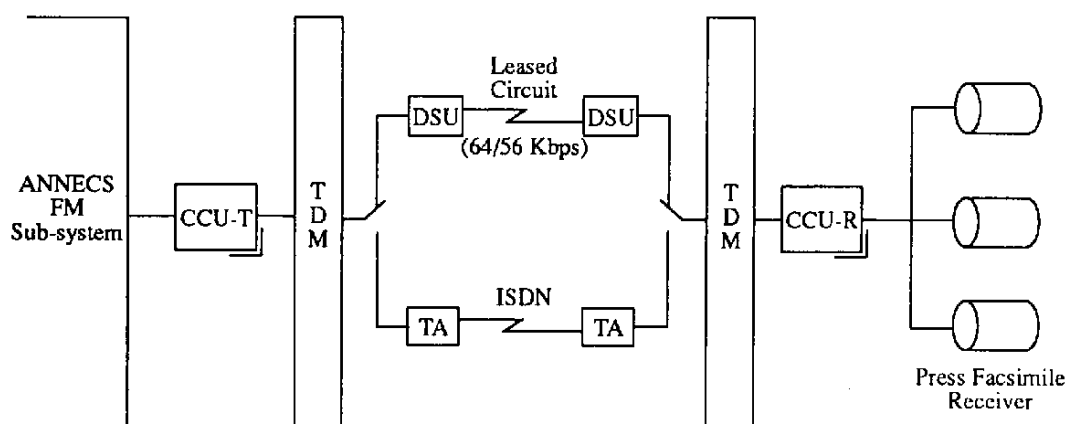 ANNECS
FM
Sub-system
CCU-T
T
D
M
Leased
Circuit
DSU
DSU
(64/56 Kbps)
ISDN
TA
TA
T
D
M
CCU-R
Press Facsimile
Receiver